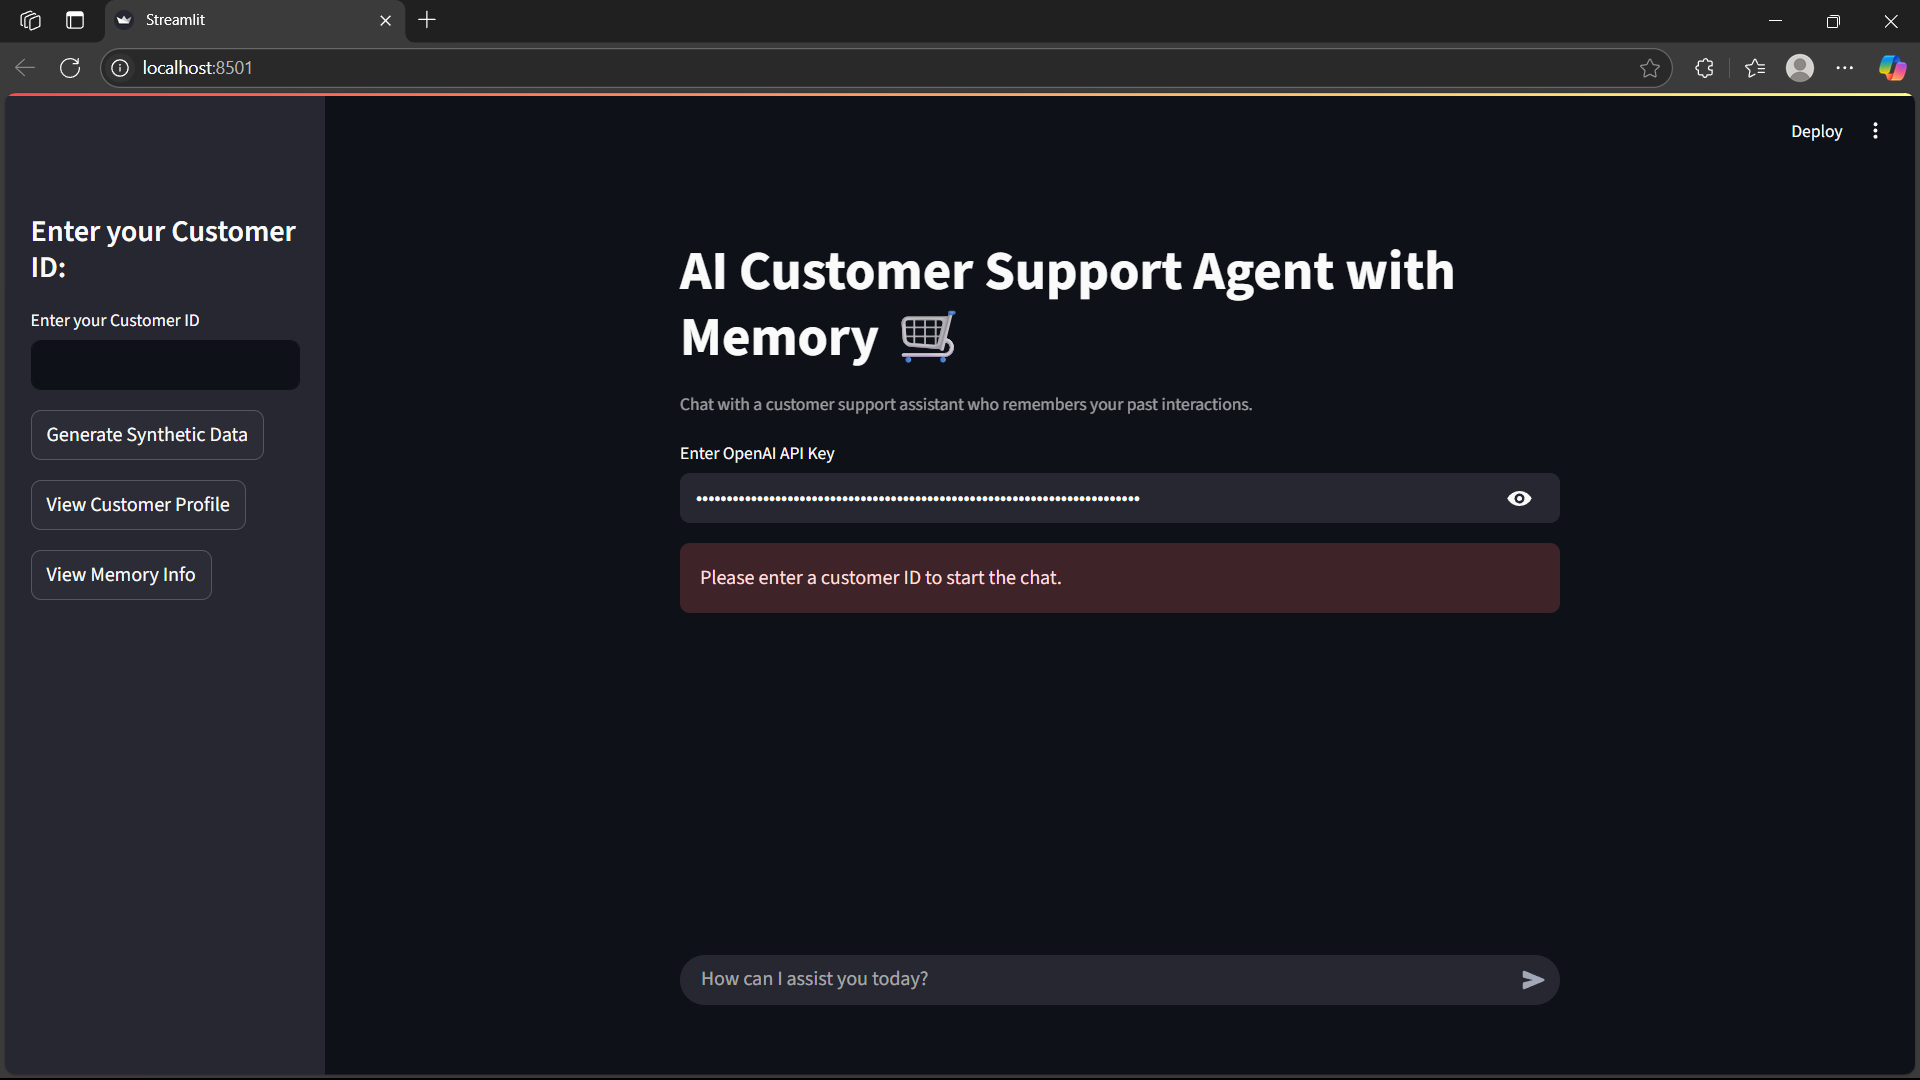 Streamlit
localhost:8501
Deploy
Enter your Customer
ID:
Enter your Customer ID
Generate Synthetic Data
View Customer Profile
View Memory Info
AI Customer Support Agent with
Memory 🛒
Chat with a customer support assistant who remembers your past interactions.
Enter OpenAI API Key
Please enter a customer ID to start the chat.
How can I assist you today?